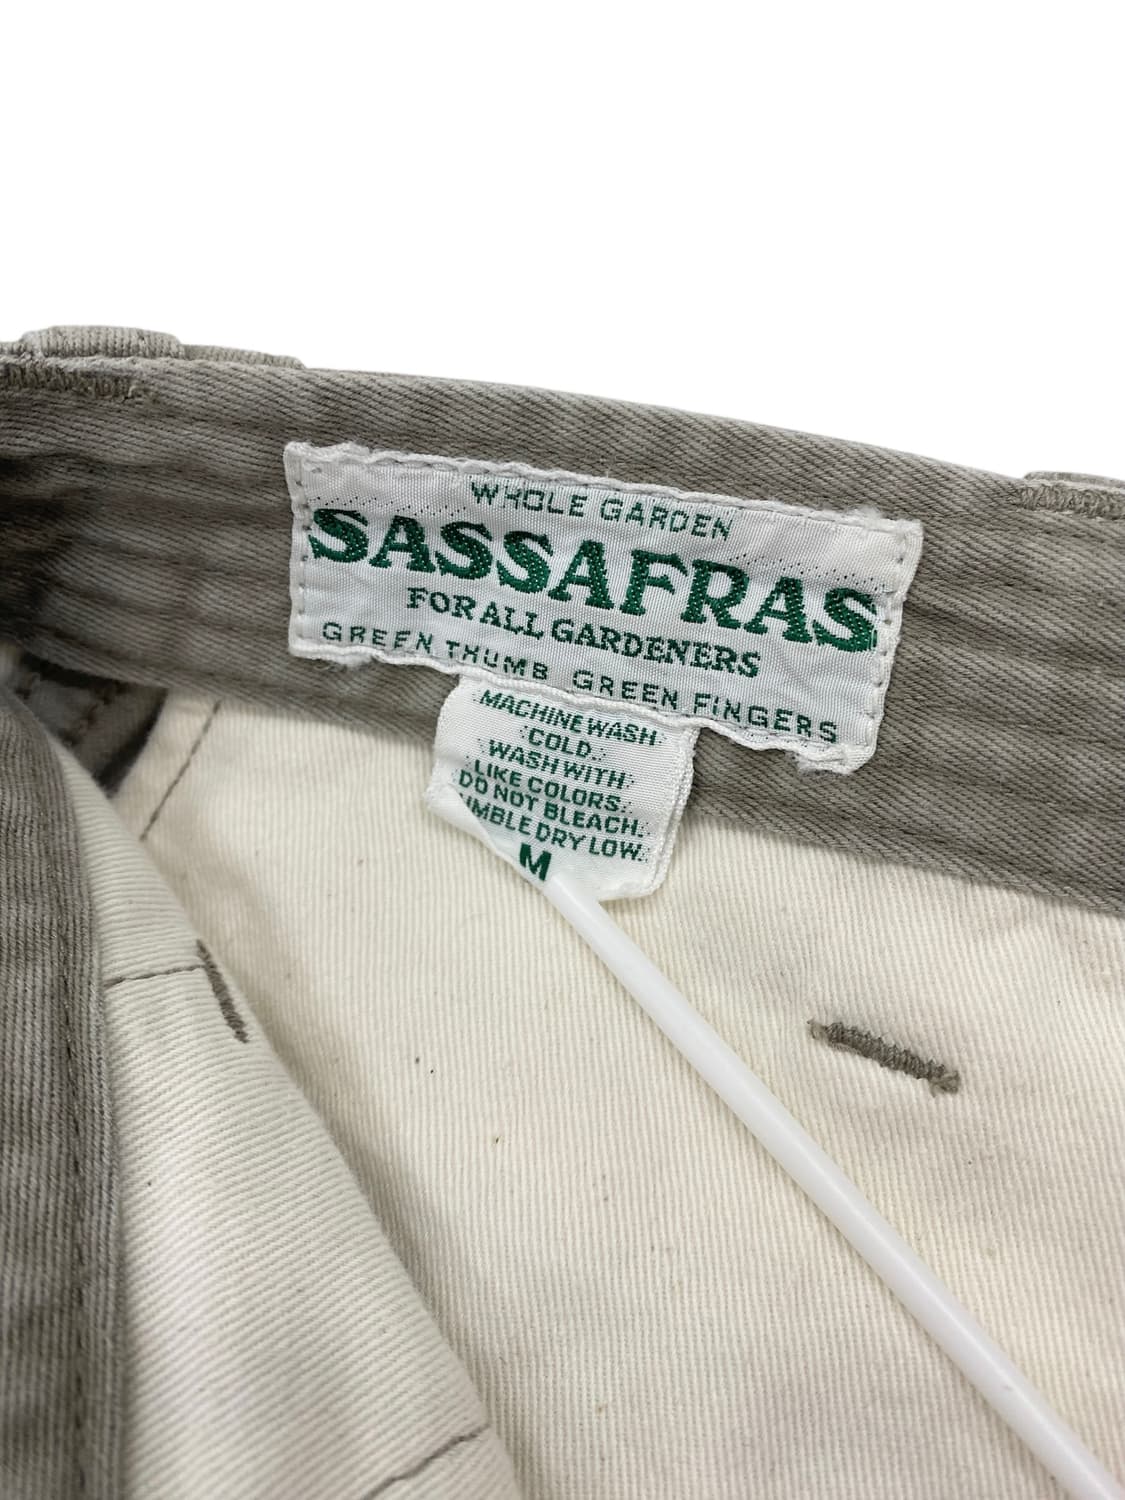 WHOLE GARDEN
SASSAFRAS
FOR ALL GARDENERS
GREEN THUMB GREEN FINGERS
MACHINE WASH
COLD.
WASH WITH
LIKE COLORS.
DO NOT BLEACH.
UMBLE DRY LOW.
M